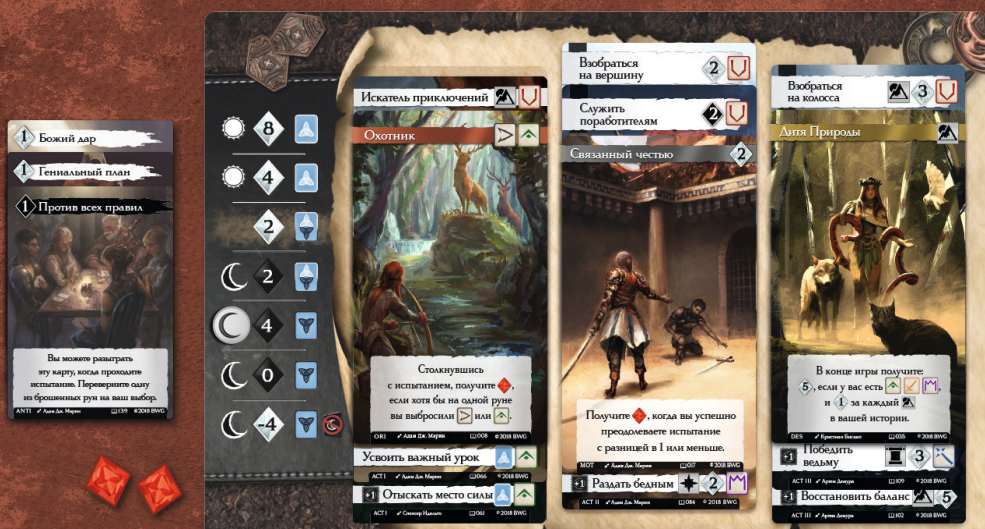 1 Божий дар
1 Гениальный план
1 Против всех правил
Вы можете разыграть
эту карту, когда проходите
испытание. Переверните одну
из брошенных рун на ваш выбор.
ANTI Адам Дж. Марин 139 ©2018 BWG
8
4
2
2
4
0
-4
Искатель приключений
Охотник
Столкнувшись
с испытанием, получите ,
если хотя бы на одной руне
вы выбросили или .
ORI Адам Дж. Марин 008 ©2018 BWG
Усвоить важный урок
ACT I Адам Дж. Марин 066 ©2018 BWG
+1 Отыскать место силы
ACT I 061 ©2018 BWG
Взобраться
на вершину 2
Служить
поработителям 2
Связанный честью 2
Получите , когда вы успешно
преодолеваете испытание
с разницей в 1 или меньше.
MOT Адам Дж. Марин 017 ©2018 BWG
+1 Раздать бедным 2
ACT II Адам Дж. Марин 084 ©2018 BWG
Взобраться
на колосса 3
Дитя Природы
В конце игры получите:
5, если у вас есть ,
и 1 за каждый
в вашей истории.
DES 035 ©2018 BWG
+1 Победить
ведьму 3
ACT III 109 ©2018 BWG
+1 Восстановить баланс 5
ACT III 102 ©2018 BWG